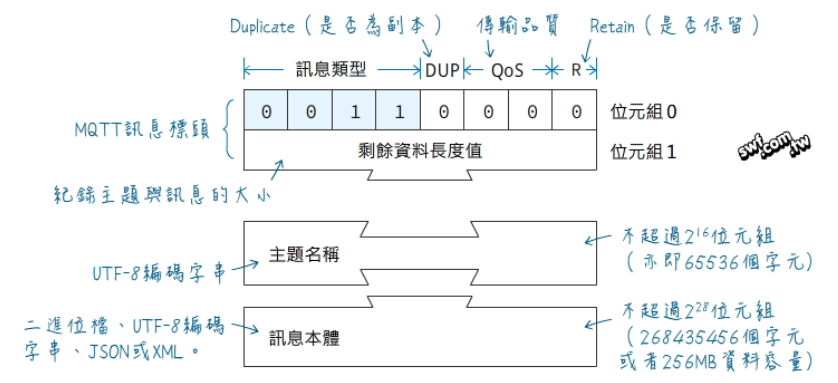 Duplicate（是否為副本） 傳輸品質 Retain（是否保留）
訊息類型 DUP QoS R
0 0 1 1 0 0 0 0 位元組0
MQTT訊息標頭
剩餘資料長度值 位元組1
swf.com.tw
紀錄主題與訊息的大小
主題名稱
不超過2¹⁶位元組
（亦即65536個字元）
UTF-8編碼字串
訊息本體
二進位檔、UTF-8編碼
字串、JSON或XML。
不超過2²⁸位元組
（268435456個字元
或者256MB資料容量）